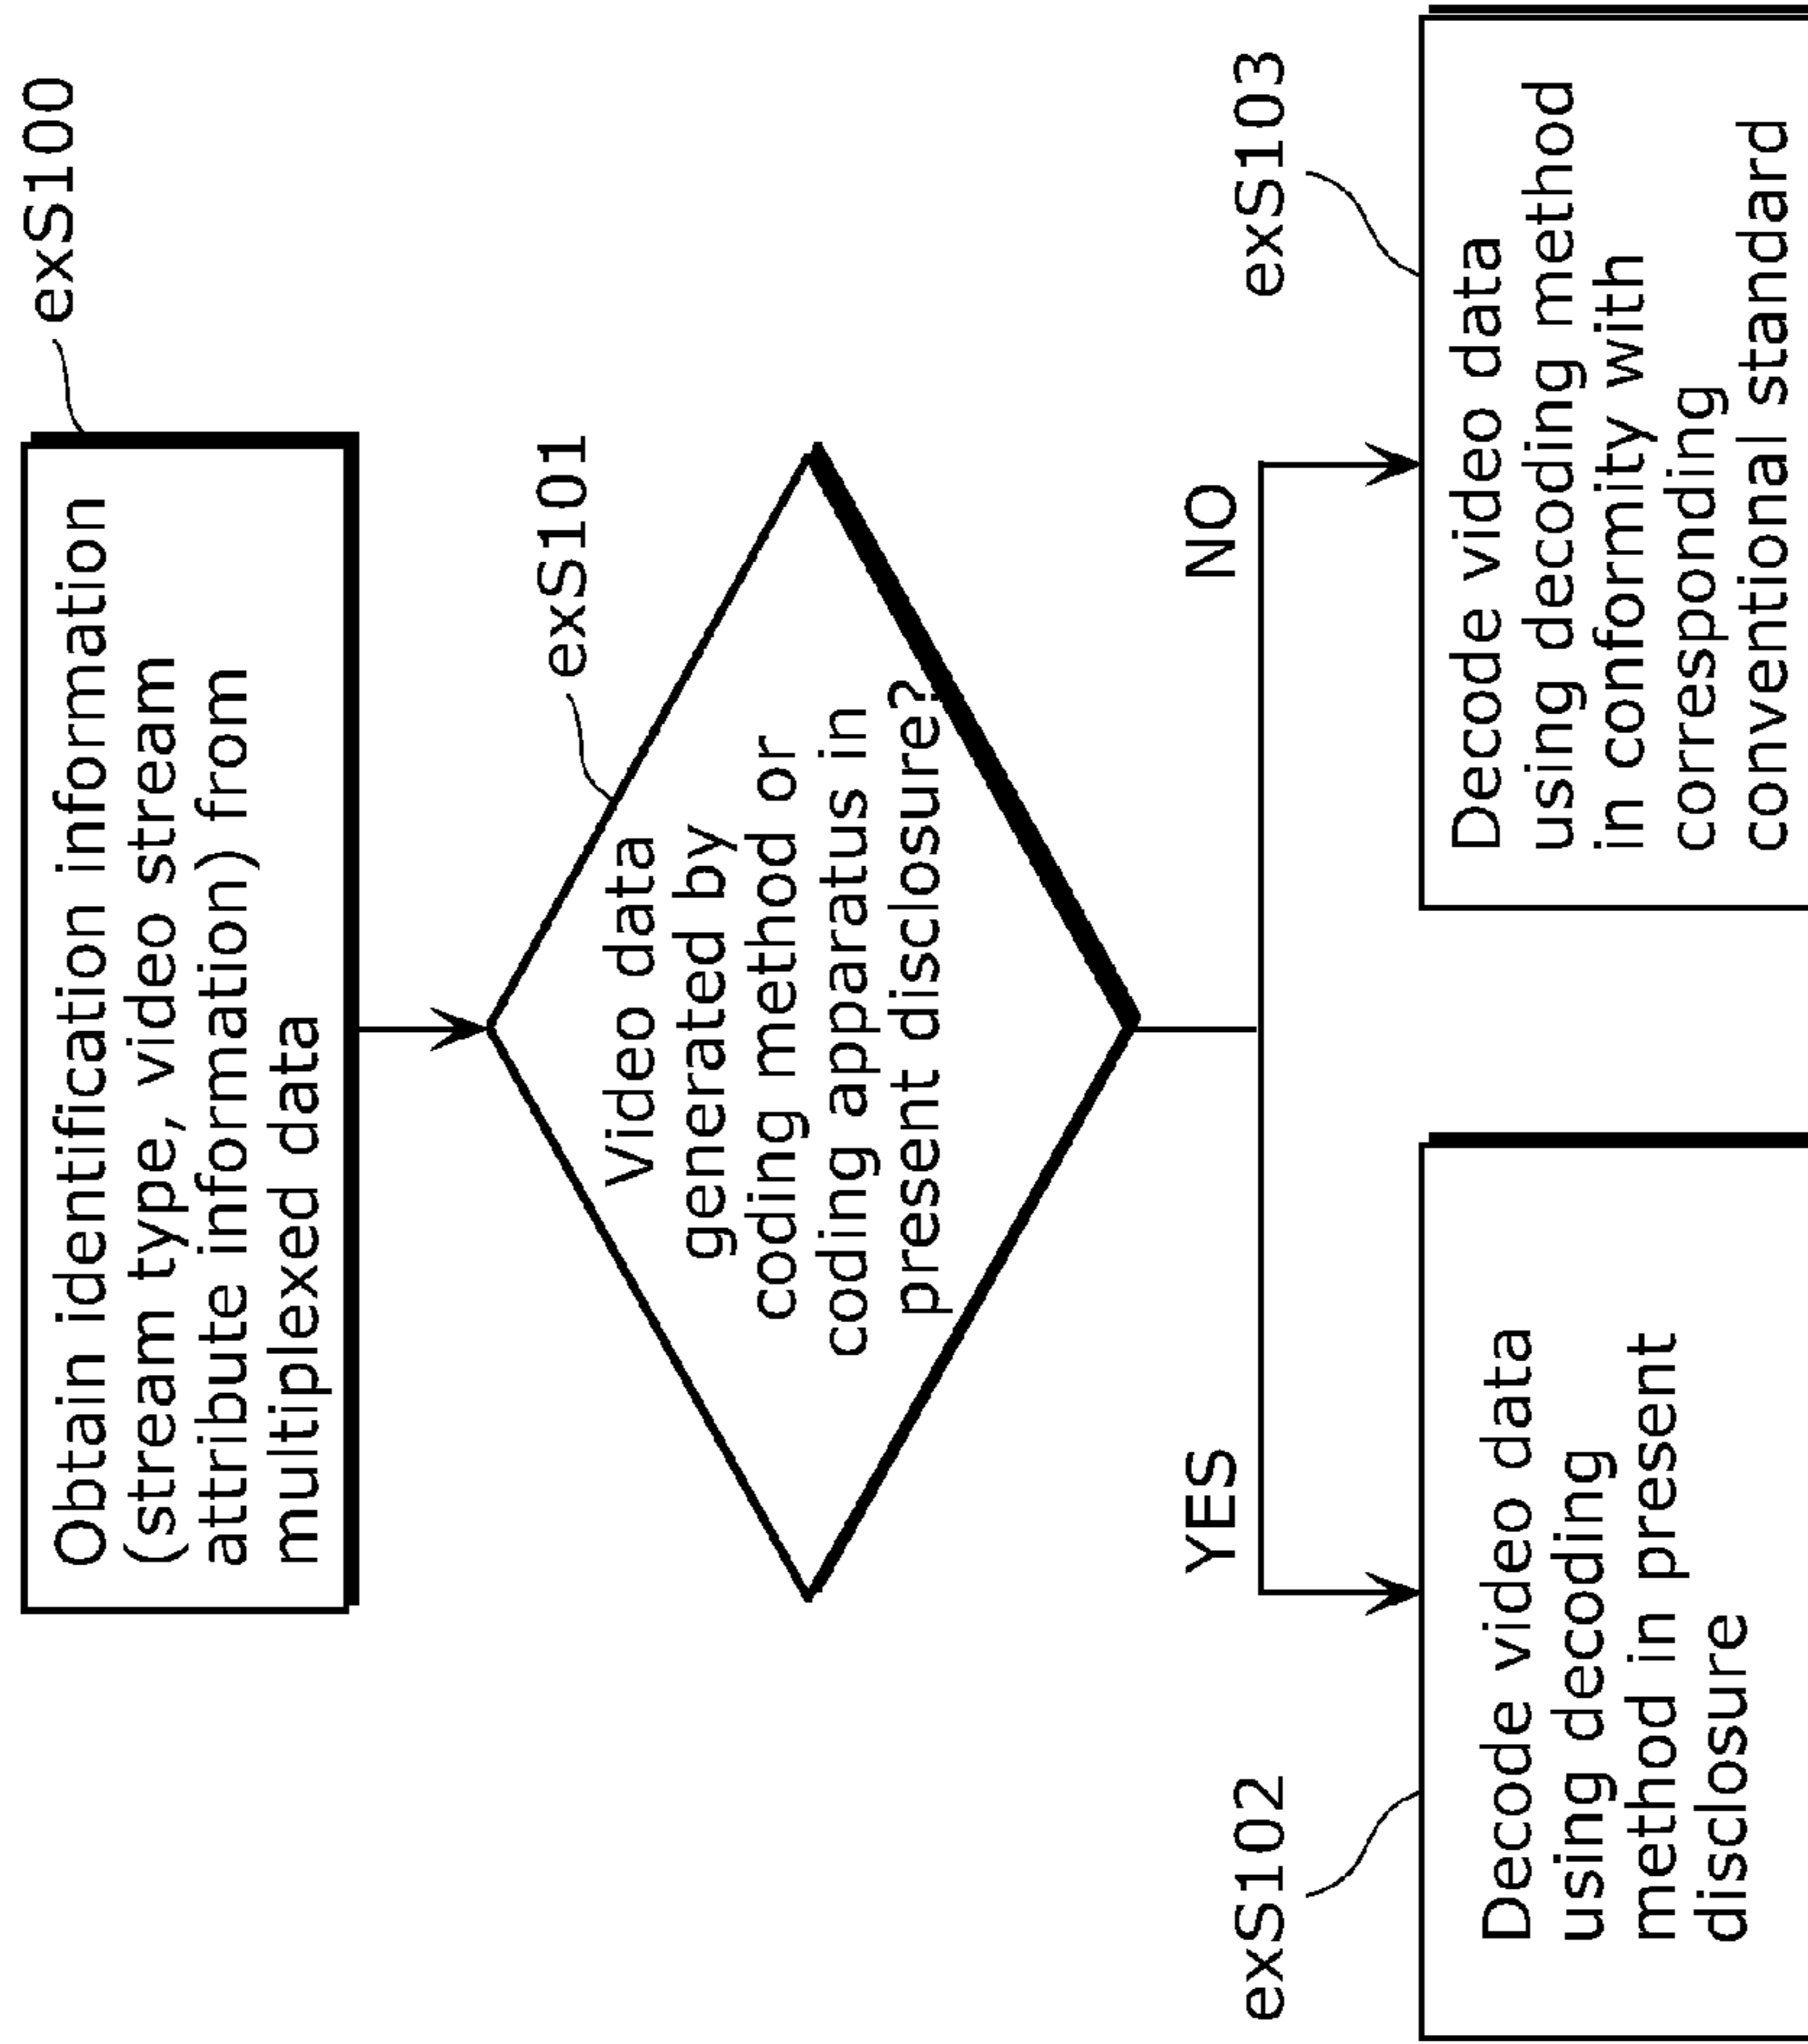 exS100
Obtain identification information
(stream type, video stream
attribute information) from
multiplexed data
exS101
Video data
generated by
coding method or
coding apparatus in
present disclosure?
YES
NO
exS102
Decode video data
using decoding
method in present
disclosure
exS103
Decode video data
using decoding method
in conformity with
corresponding
conventional standard